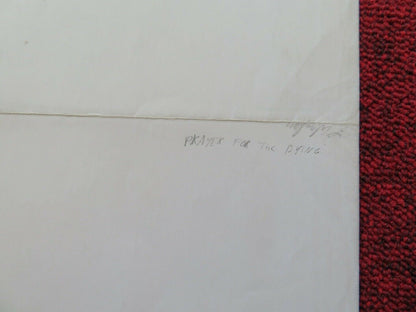 PRAYER FOR THE DYING